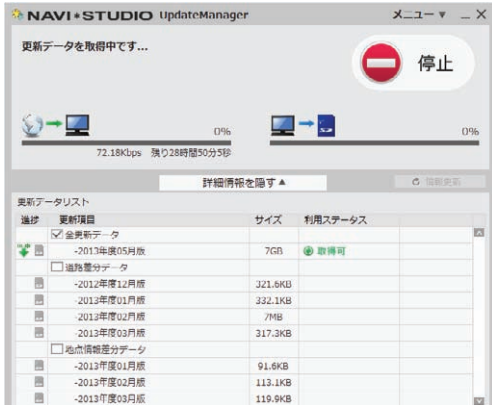 NAVI*STUDIO UpdateManager メニュー ▼ _ X
更新データを取得中です...
停止
0% 0%
72.18Kbps 残り28時間50分5秒
詳細情報を隠す▲ 情報更新
更新データリスト
進捗 更新項目 サイズ 利用ステータス
全更新データ
-2013年度05月版 7GB 取得可
道路差分データ
-2012年度12月版 321.6KB
-2013年度01月版 332.1KB
-2013年度02月版 7MB
-2013年度03月版 317.3KB
地点情報差分データ
-2013年度01月版 91.6KB
-2013年度02月版 113.1KB
-2013年度03月版 119.9KB